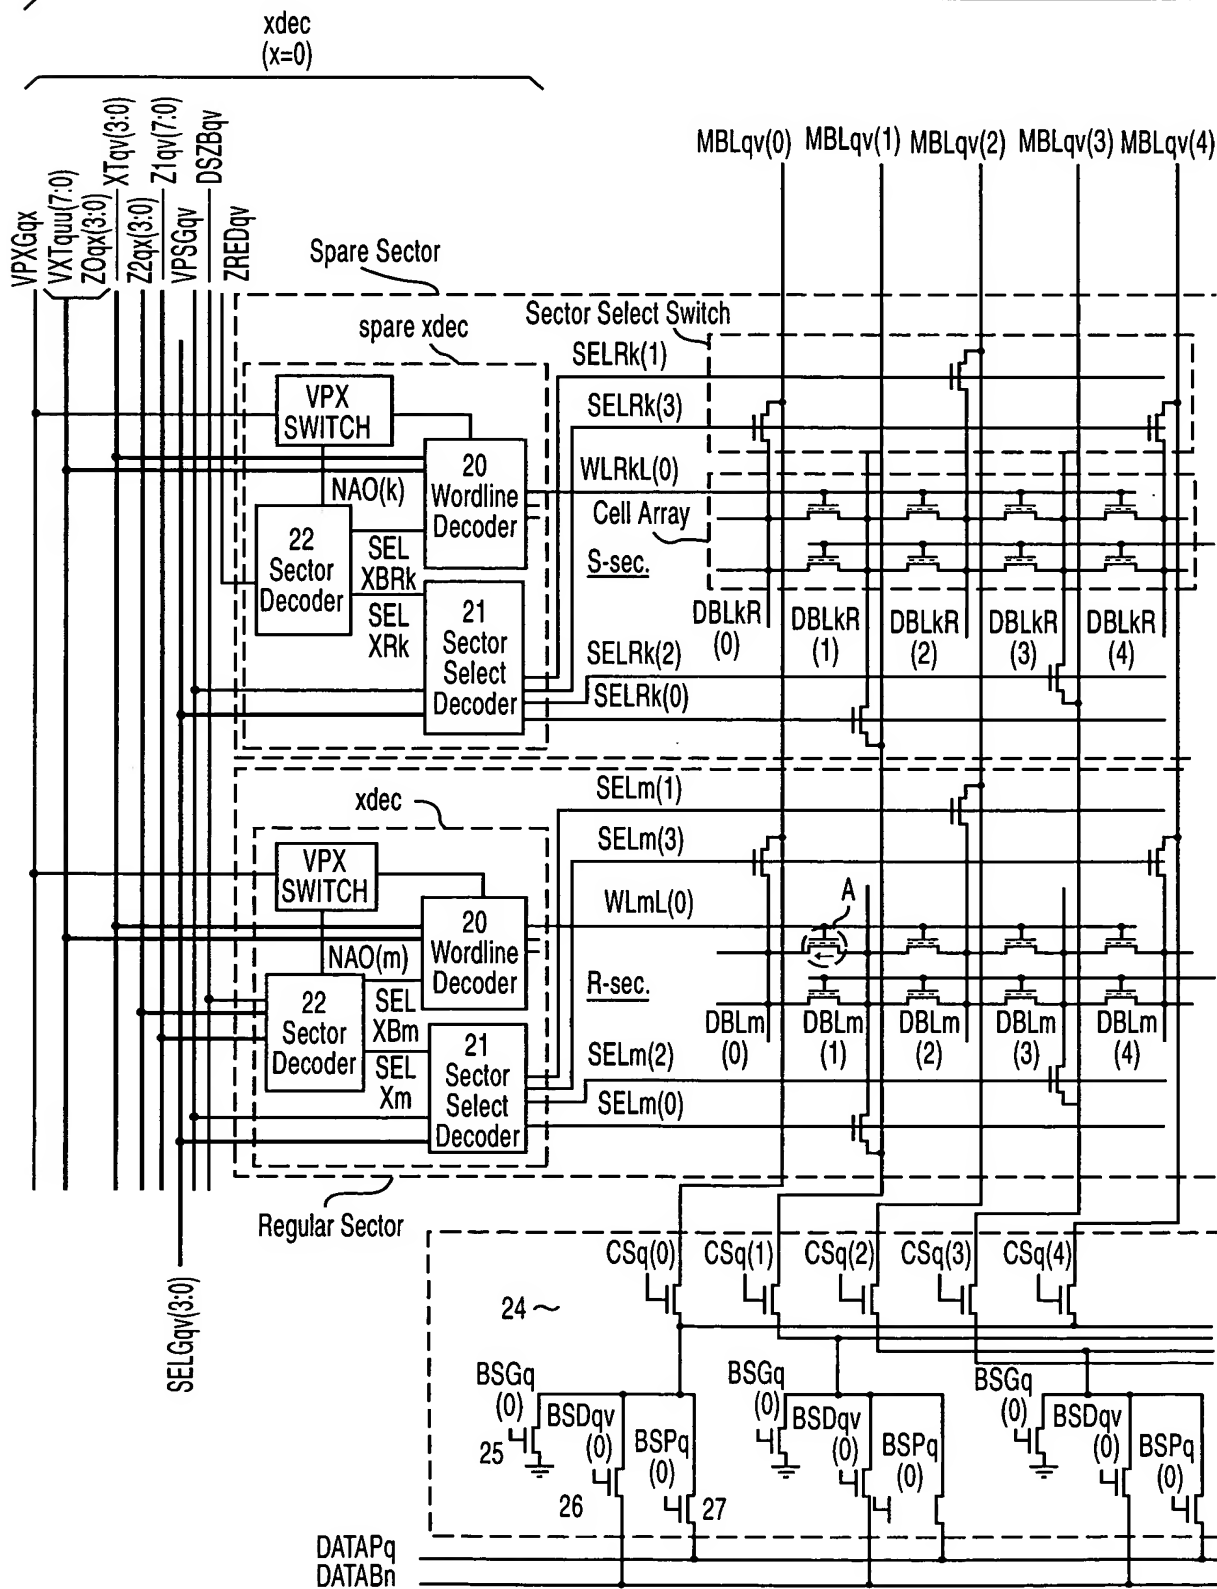 xdec
(x=0)
VPXGqx
VXTquu(7:0)
ZOqx(3:0)
XTqv(3:0)
Z2qx(3:0)
Z1qv(7:0)
VPSGqv
DSZBqv
ZREDqv
MBLqv(0)
MBLqv(1)
MBLqv(2)
MBLqv(3)
MBLqv(4)
Spare Sector
spare xdec
Sector Select Switch
SELRk(1)
VPX
SWITCH
SELRk(3)
20
Wordline
Decoder
WLRkL(0)
NAO(k)
Cell Array
22
Sector
Decoder
SEL
XBRk
S-sec.
SEL
XRk
21
Sector
Select
Decoder
DBLkR
(0)
DBLkR
(1)
DBLkR
(2)
DBLkR
(3)
DBLkR
(4)
SELRk(2)
SELRk(0)
xdec
SELm(1)
VPX
SWITCH
SELm(3)
A
20
Wordline
Decoder
WLmL(0)
NAO(m)
22
Sector
Decoder
SEL
XBm
R-sec.
SEL
Xm
21
Sector
Select
Decoder
DBLm
(0)
DBLm
(1)
DBLm
(2)
DBLm
(3)
DBLm
(4)
SELm(2)
SELm(0)
Regular Sector
SELGqv(3:0)
CSq(0)
CSq(1)
CSq(2)
CSq(3)
CSq(4)
24
BSGq
(0)
BSDqv
(0)
BSPq
(0)
BSGq
(0)
BSDqv
(0)
BSPq
(0)
BSGq
(0)
BSDqv
(0)
BSPq
(0)
25
26
27
DATAPq
DATABn